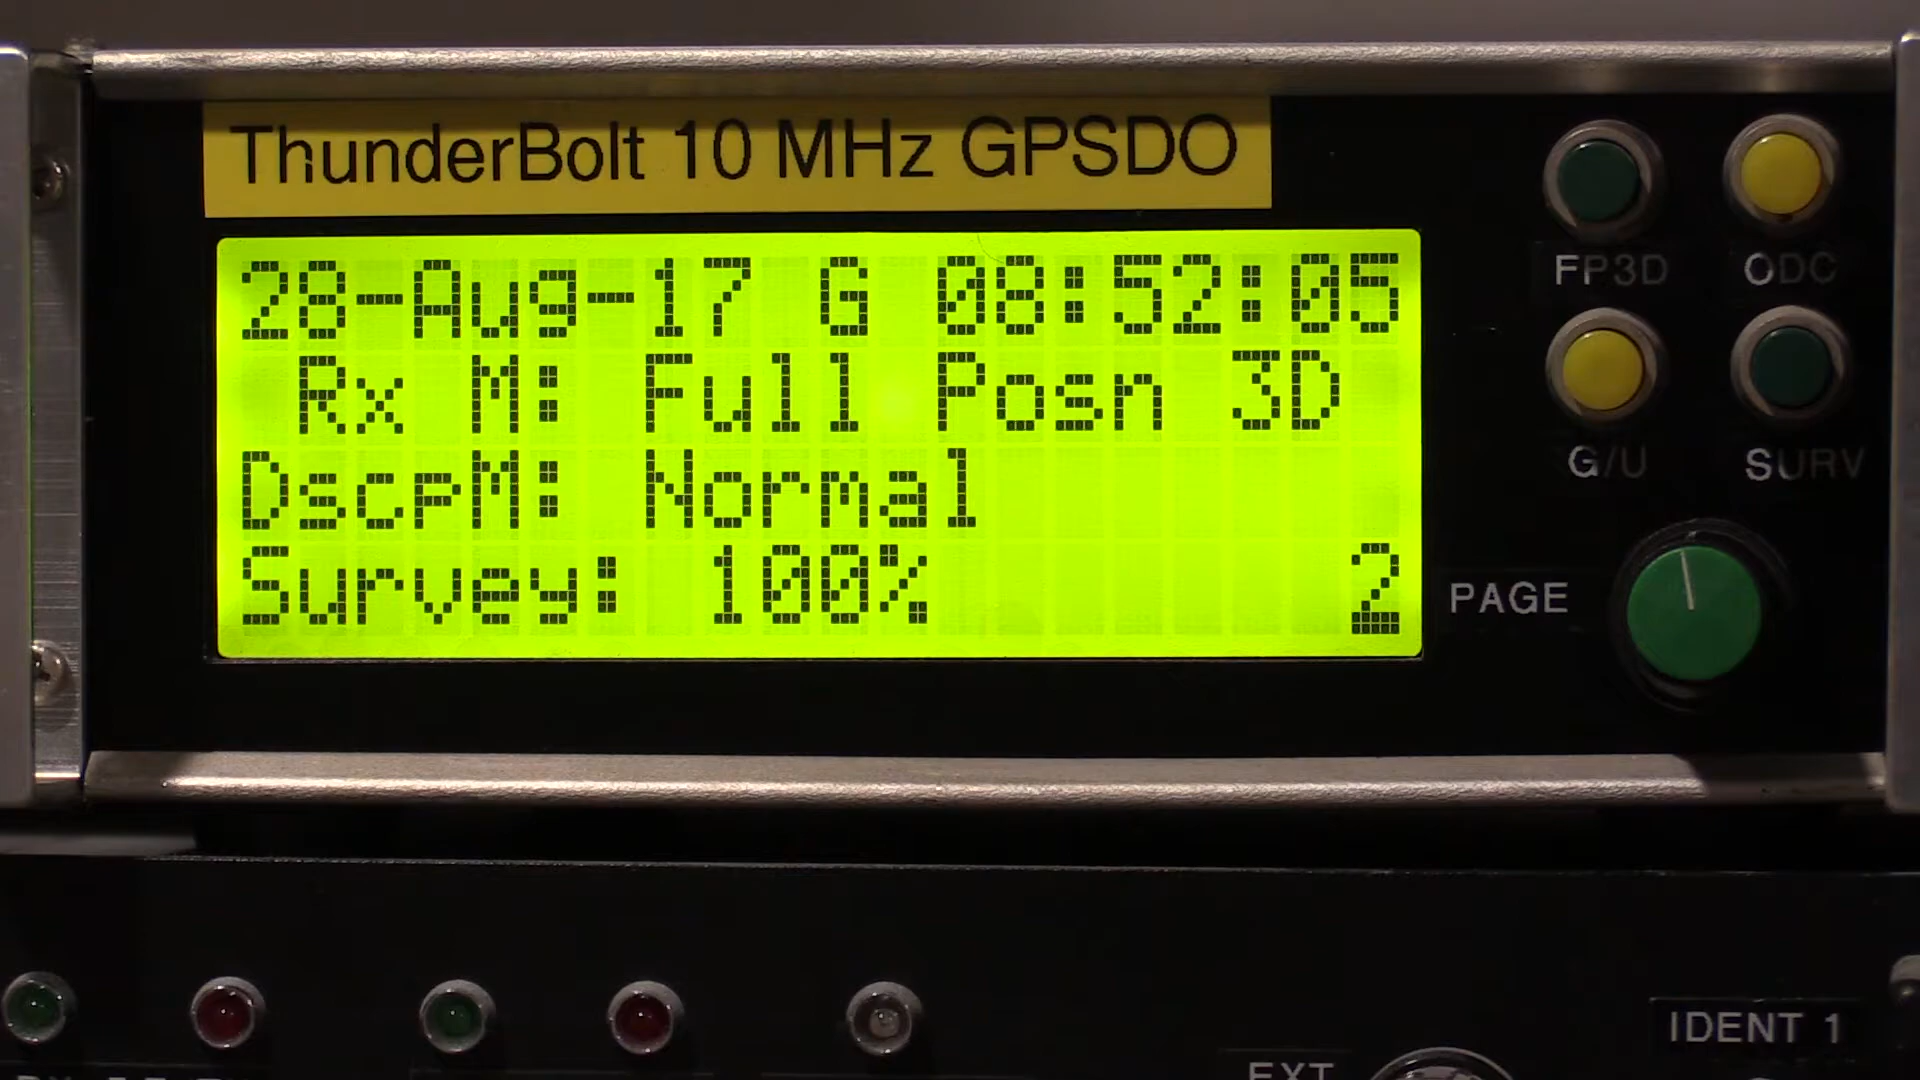 ThunderBolt 10 MHz GPSDO
28-Aug-17 G 08:52:05
Rx M: Full Posn 3D
DscpM: Normal
Survey: 100% 2
FP3D ODC
G/U SURV
PAGE
IDENT 1
EXT